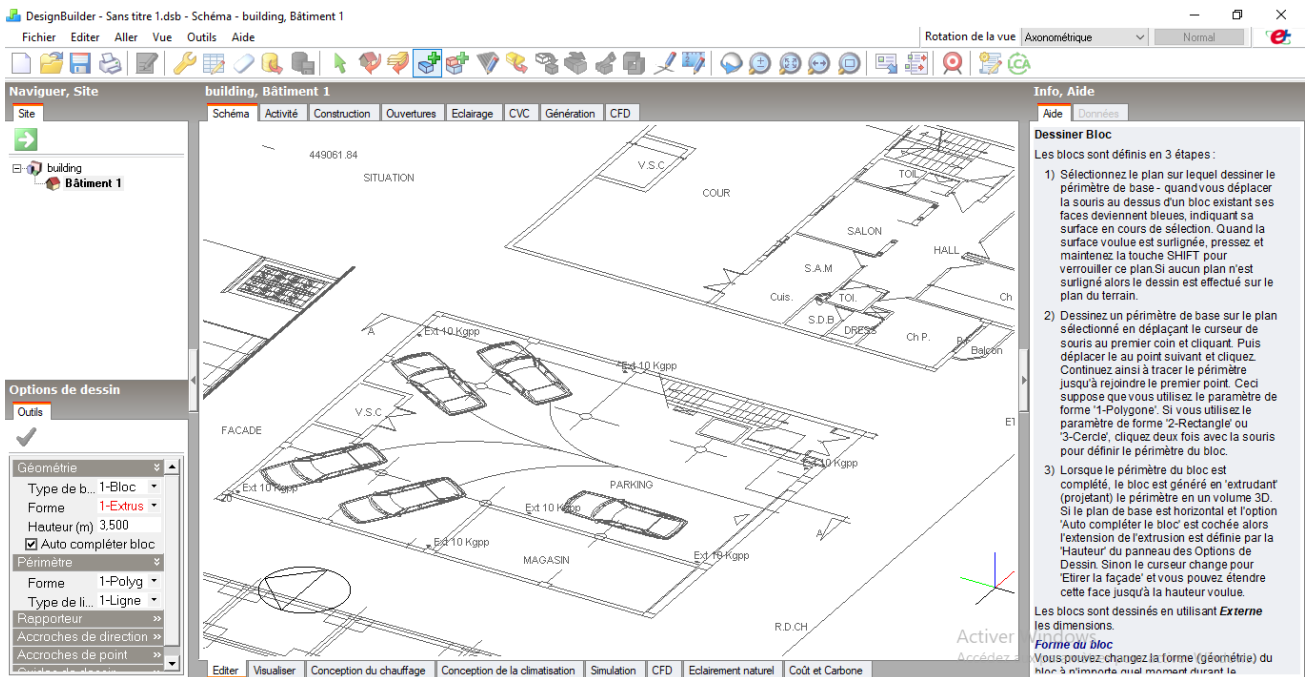 DesignBuilder - Sans titre 1.dsb - Schéma - building, Bâtiment 1
Fichier Editer Aller Vue Outils Aide
Rotation de la vue Axonométrique Normal
Naviguer, Site
Site
building
Bâtiment 1
Options de dessin
Outils
Géométrie
Type de b... 1-Bloc
Forme 1-Extrus
Hauteur (m) 3,500
Auto compléter bloc
Périmètre
Forme 1-Polyg
Type de li... 1-Ligne
Rapporteur
Accroches de direction
Accroches de point
building, Bâtiment 1
Schéma Activité Construction Ouvertures Eclairage CVC Génération CFD
449061.84
SITUATION
V.S.C
COUR
TOIL
SALON
HALL
S.A.M
Cuis.
TOI.
Ch
S.D.B
DRESS
Ch P.
Balcon
A
Ext 10 Kgpp
Ext 10 Kgpp
V.S.C
FACADE
E1
Kgpp
PARKING
Ext 10 Kgpp
20
Ext 10
A
Ext 10 Kgpp
MAGASIN
Ext 10 Kgpp
R.D.CH
Editer Visualiser Conception du chauffage Conception de la climatisation Simulation CFD Eclairement naturel Coût et Carbone
Info, Aide
Aide Données
Dessiner Bloc
Les blocs sont définis en 3 étapes :
1) Sélectionnez le plan sur lequel dessiner le
périmètre de base - quandvous déplacer
la souris au dessus d'un bloc existant ses
faces deviennent bleues, indiquant sa
surface en cours de sélection. Quand la
surface voulue est surlignée, pressez et
maintenez la touche SHIFT pour
verrouiller ce plan.Si aucun plan n'est
surligné alors le dessin est effectué sur le
plan du terrain.
2) Dessinez un périmètre de base sur le plan
sélectionné en déplaçant le curseur de
souris au premier coin et cliquant. Puis
déplacer le au point suivant et cliquez.
Continuez ainsi à tracer le périmètre
jusqu'à rejoindre le premier point. Ceci
suppose que vous utilisez le paramètre de
forme '1-Polygone'. Si vous utilisez le
paramètre de forme '2-Rectangle' ou
'3-Cercle', cliquez deux fois avec la souris
pour définir le périmètre du bloc.
3) Lorsque le périmètre du bloc est
complété, le bloc est généré en 'extrudant'
(projetant) le périmètre en un volume 3D.
Si le plan de base est horizontal et l'option
'Auto compléter le bloc' est cochée alors
l'extension de l'extrusion est définie par la
'Hauteur' du panneau des Options de
Dessin. Sinon le curseur change pour
'Etirer la façade' et vous pouvez étendre
cette face jusqu'à la hauteur voulue.
Les blocs sont dessinés en utilisant Externe
les dimensions.
Forme du bloc
Vous pouvez changez la forme (géométrie) du
bloc à n'importe quel moment durant le
Activer Windows